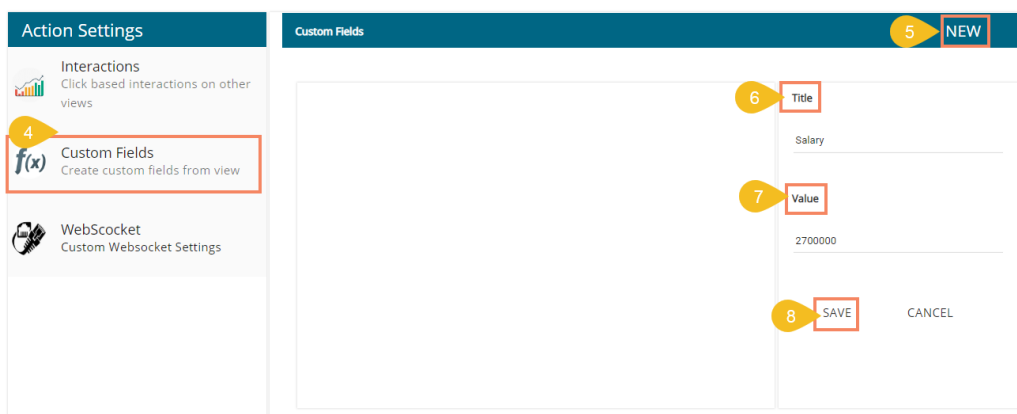 Action Settings
Interactions
Click based interactions on other
views
4
f(x)
Custom Fields
Create custom fields from view
WebScocket
Custom Websocket Settings
Custom Fields
5
NEW
6
Title
Salary
7
Value
2700000
8
SAVE
CANCEL